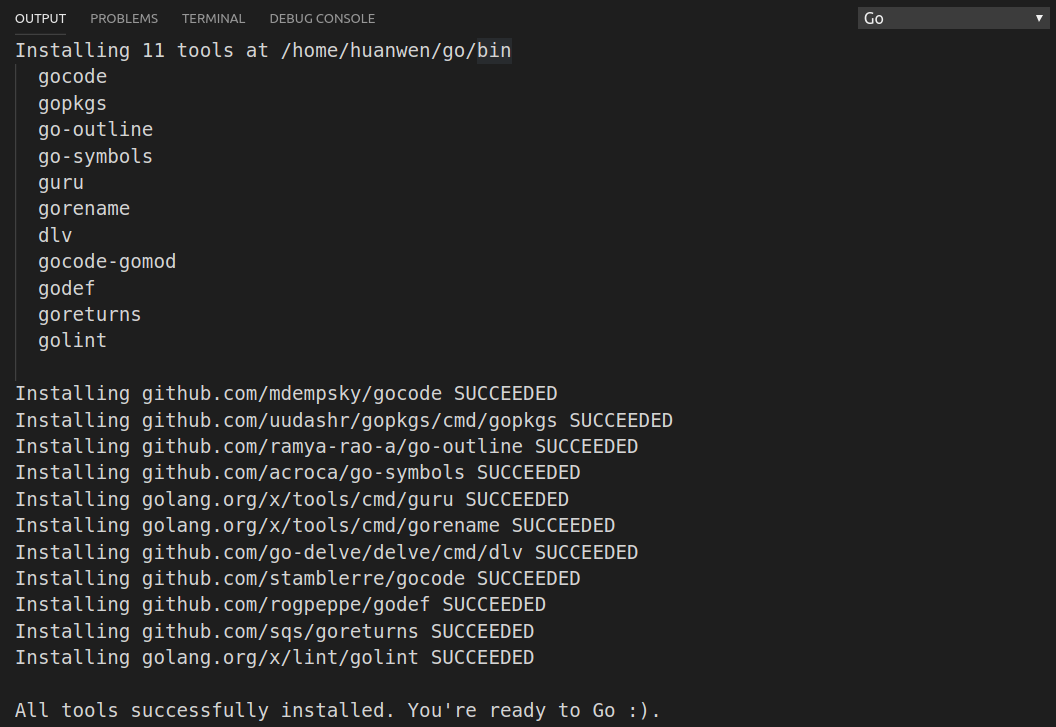 OUTPUT PROBLEMS TERMINAL DEBUG CONSOLE Go
Installing 11 tools at /home/huanwen/go/bin
gocode
gopkgs
go-outline
go-symbols
guru
gorename
dlv
gocode-gomod
godef
goreturns
golint
Installing github.com/mdempsky/gocode SUCCEEDED
Installing github.com/uudashr/gopkgs/cmd/gopkgs SUCCEEDED
Installing github.com/ramya-rao-a/go-outline SUCCEEDED
Installing github.com/acroca/go-symbols SUCCEEDED
Installing golang.org/x/tools/cmd/guru SUCCEEDED
Installing golang.org/x/tools/cmd/gorename SUCCEEDED
Installing github.com/go-delve/delve/cmd/dlv SUCCEEDED
Installing github.com/stamblerre/gocode SUCCEEDED
Installing github.com/rogpeppe/godef SUCCEEDED
Installing github.com/sqs/goreturns SUCCEEDED
Installing golang.org/x/lint/golint SUCCEEDED
All tools successfully installed. You're ready to Go :).